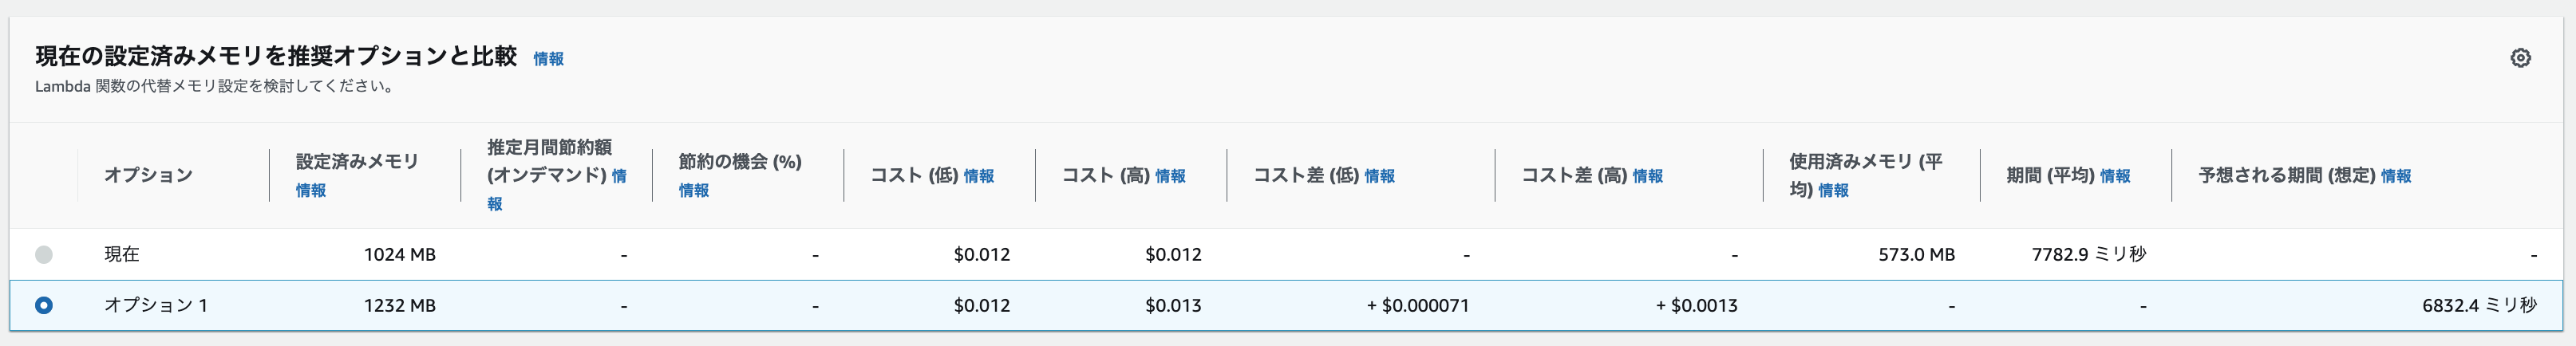 現在の設定済みメモリを推奨オプションと比較 情報
Lambda 関数の代替メモリ設定を検討してください。
オプション
設定済みメモリ
情報
推定月間節約額
(オンデマンド) 情
報
節約の機会 (%)
情報
コスト (低) 情報
コスト (高) 情報
コスト差 (低) 情報
コスト差 (高) 情報
使用済みメモリ (平
均) 情報
期間 (平均) 情報
予想される期間 (想定) 情報
現在 1024 MB - - $0.012 $0.012 - - 573.0 MB 7782.9 ミリ秒 -
オプション 1 1232 MB - - $0.012 $0.013 + $0.000071 + $0.0013 - - 6832.4 ミリ秒